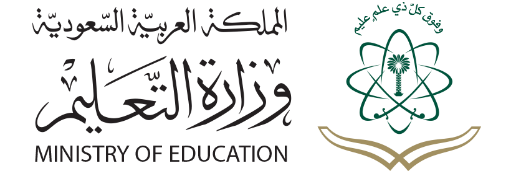 المملكة العربية السعودية
وزارة التعليم
MINISTRY OF EDUCATION
وفوق كل ذي علم عليم